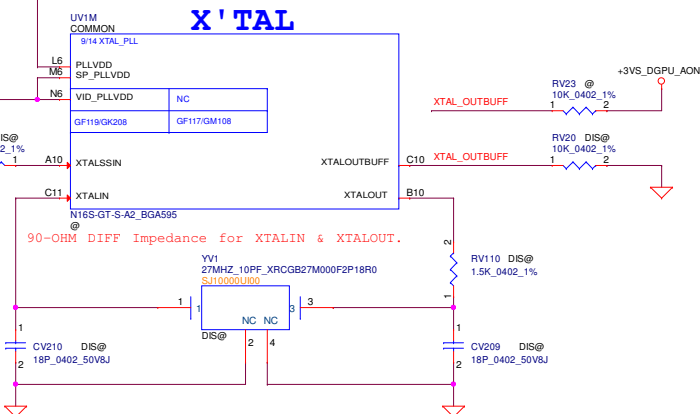 X'TAL
UV1M
COMMON
9/14 XTAL_PLL
L6 PLLVDD
M6 SP_PLLVDD
N6 VID_PLLVDD NC
GF119/GK208 GF117/GM108
+3VS_DGPU_AON
RV23 @
10K_0402_1%
XTAL_OUTBUFF 1 2
IS@
2_1%
1 A10 XTALSSIN
XTALOUTBUFF C10 XTAL_OUTBUFF
RV20 DIS@
10K_0402_1%
1 2
C11 XTALIN
XTALOUT B10
N16S-GT-S-A2_BGA595
@
90-OHM DIFF Impedance for XTALIN & XTALOUT.
2
RV110 DIS@
1.5K_0402_1%
1
YV1
27MHZ_10PF_XRCGB27M000F2P18R0
SJ10000UI00
1 1 3 3
NC NC
DIS@
2 4
1
CV210 DIS@
18P_0402_50V8J
2
1
CV209 DIS@
18P_0402_50V8J
2